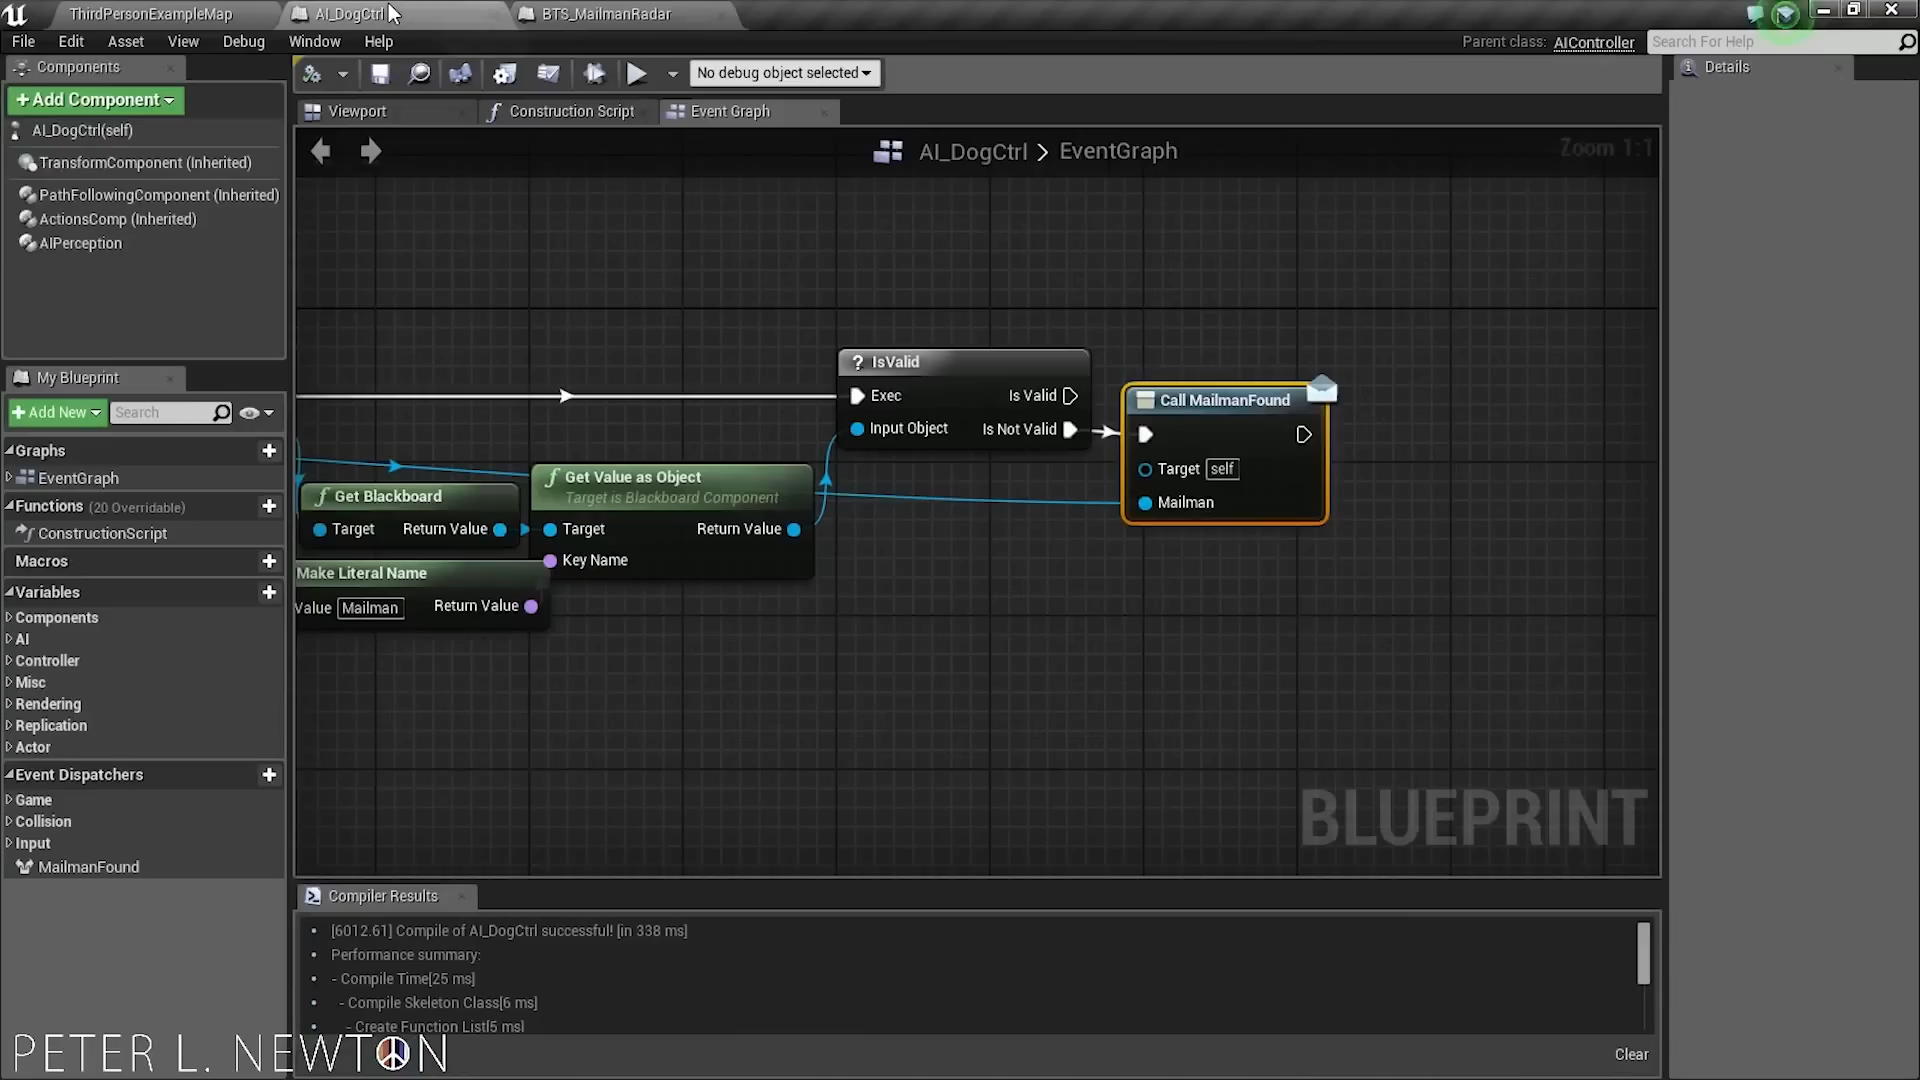 ThirdPersonExampleMap
AI_DogCtrl
BTS_MailmanRadar
File Edit Asset View Debug Window Help
Parent class: AIController
Search For Help
Components
+Add Component
AI_DogCtrl(self)
TransformComponent (Inherited)
PathFollowingComponent (Inherited)
ActionsComp (Inherited)
AIPerception
My Blueprint
+Add New
Search
Graphs
EventGraph
Functions (20 Overridable)
ConstructionScript
Macros
Variables
Components
AI
Controller
Misc
Rendering
Replication
Actor
Event Dispatchers
Game
Collision
Input
MailmanFound
No debug object selected
Viewport
Construction Script
Event Graph
AI_DogCtrl > EventGraph
Zoom 1:1
? IsValid
Exec Is Valid
Input Object Is Not Valid
Call MailmanFound
Target self
Mailman
f Get Value as Object
Target is Blackboard Component
Target Return Value
Key Name
f Get Blackboard
Target Return Value
Make Literal Name
Value Mailman Return Value
BLUEPRINT
Compiler Results
[6012.61] Compile of AI_DogCtrl successful! [in 338 ms]
Performance summary:
- Compile Time[25 ms]
- Compile Skeleton Class[6 ms]
- Create Function List[5 ms]
Clear
Details
PETER L. NEWTON